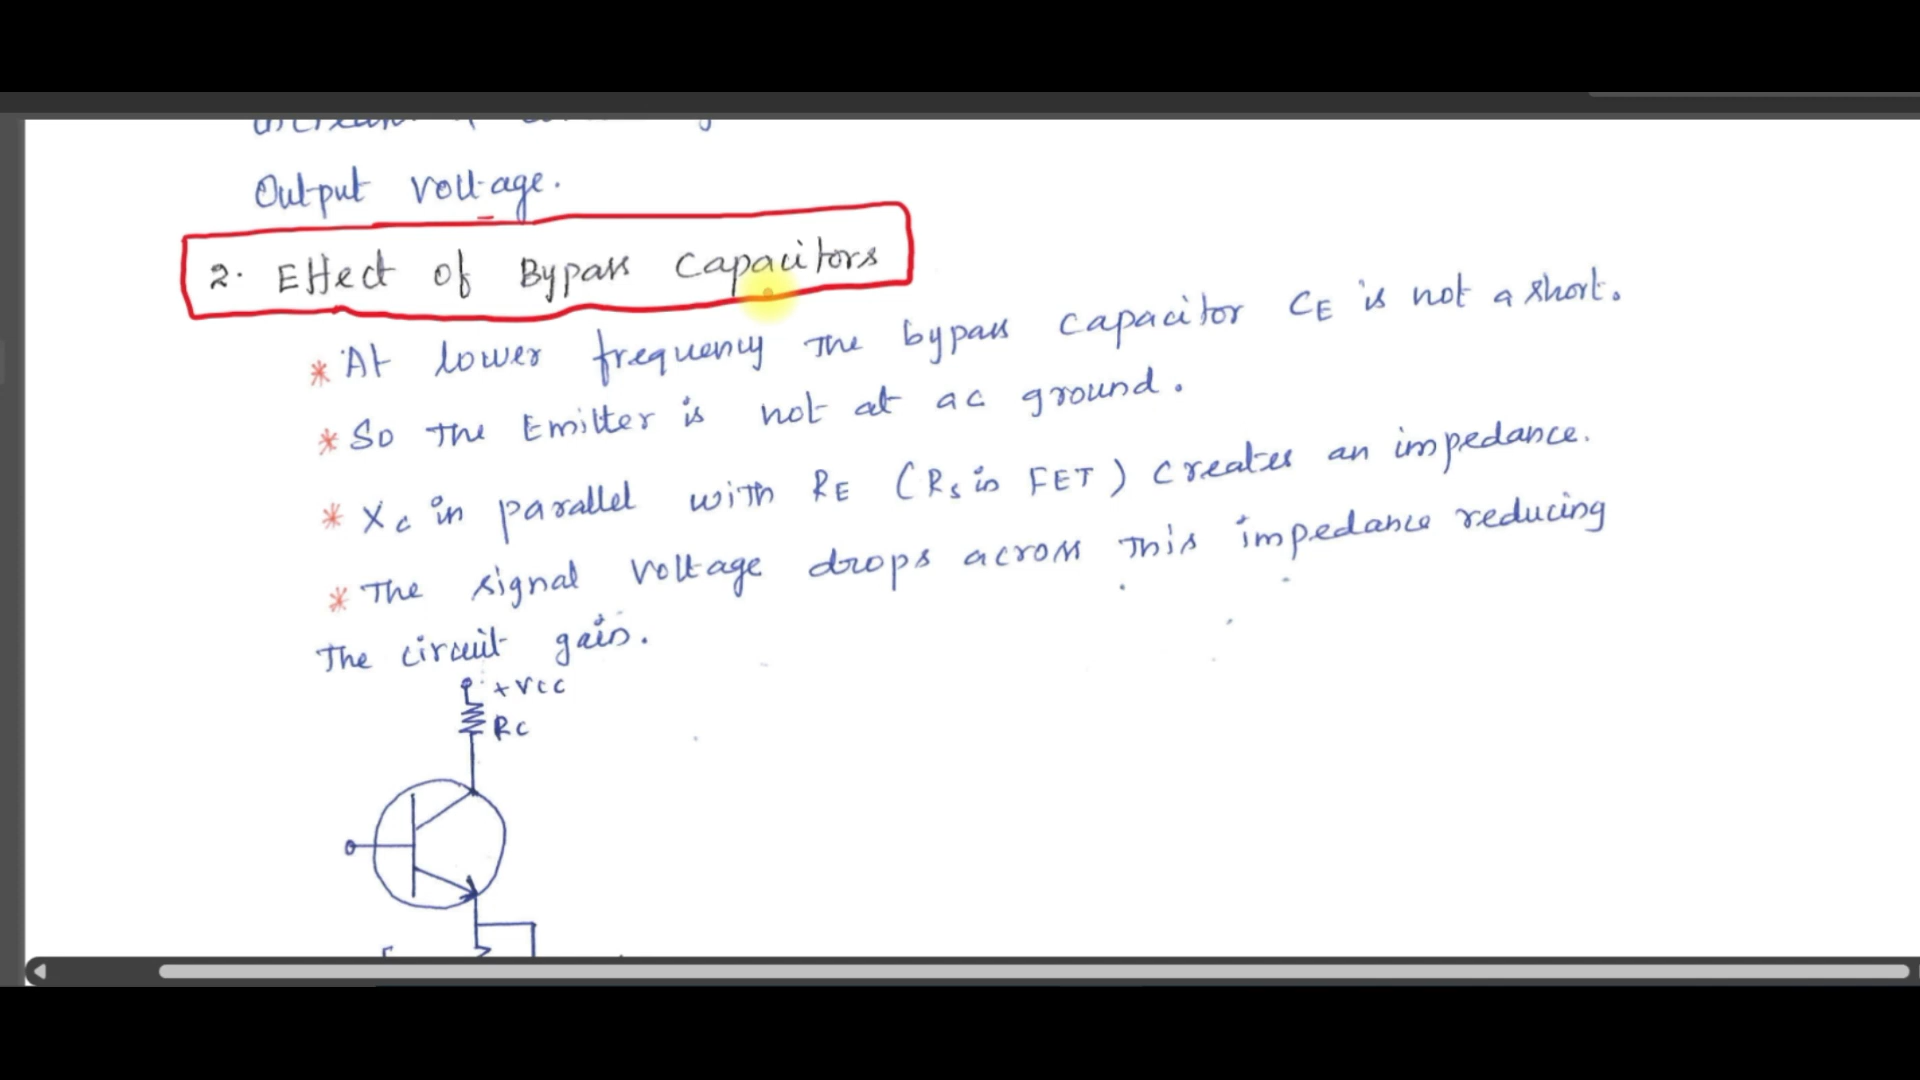 Output voltage.
2. Effect of Bypass Capacitors
* At lower frequency The bypass capacitor CE is not a short.
* So The Emitter is not at ac ground.
* Xc in parallel with RE (Rs in FET) creates an impedance.
* The signal voltage drops across This impedance reducing
The circuit gain.
+VCC
RC